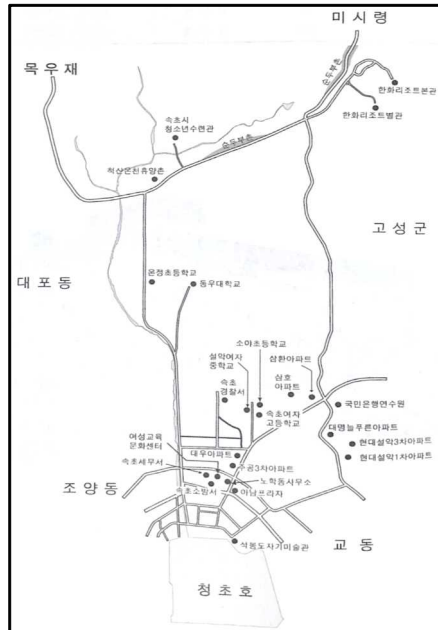 미시령
목우재
순두부촌
한화리조트본관
한화리조트별관
속초시
청소년수련관
순두부촌
척산온천휴양촌
고성군
대포동
온정초등학교
동우대학교
소야초등학교
설악여자
중학교
삼환아파트
삼호
아파트
속초
경찰서
속초여자
고등학교
국민은행연수원
대명늘푸른아파트
현대설악3차아파트
현대설악1차아파트
여성교육
문화센터
대우아파트
주공3차아파트
속초세무서
노학동사무소
조양동
속초소방서
이남프라자
교동
석봉도자기미술관
청초호